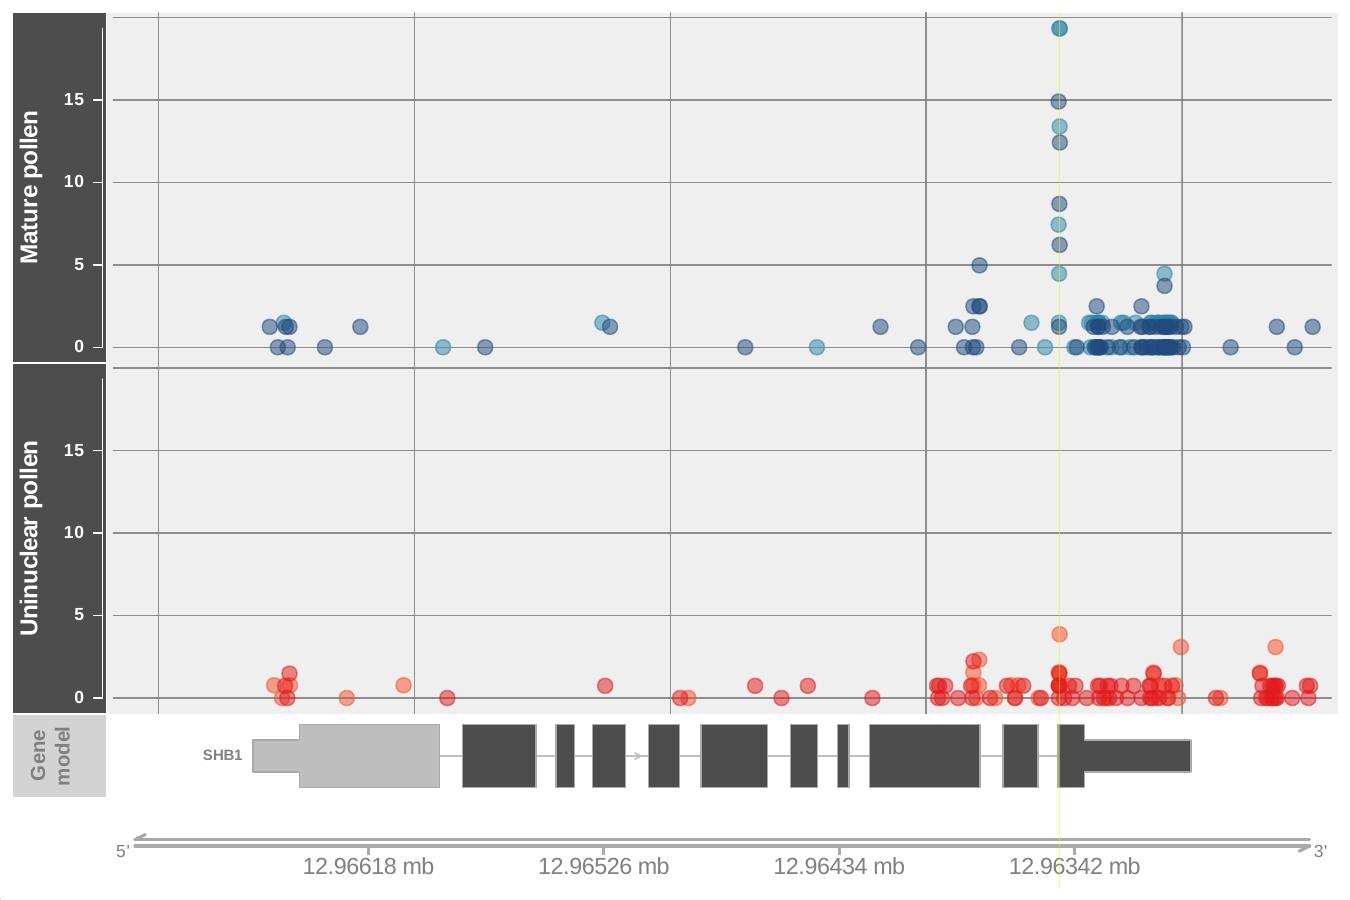 Mature pollen
15
10
5
0
Uninuclear pollen
15
10
5
0
Gene
model
SHB1
5'
3'
12.96618 mb
12.96526 mb
12.96434 mb
12.96342 mb